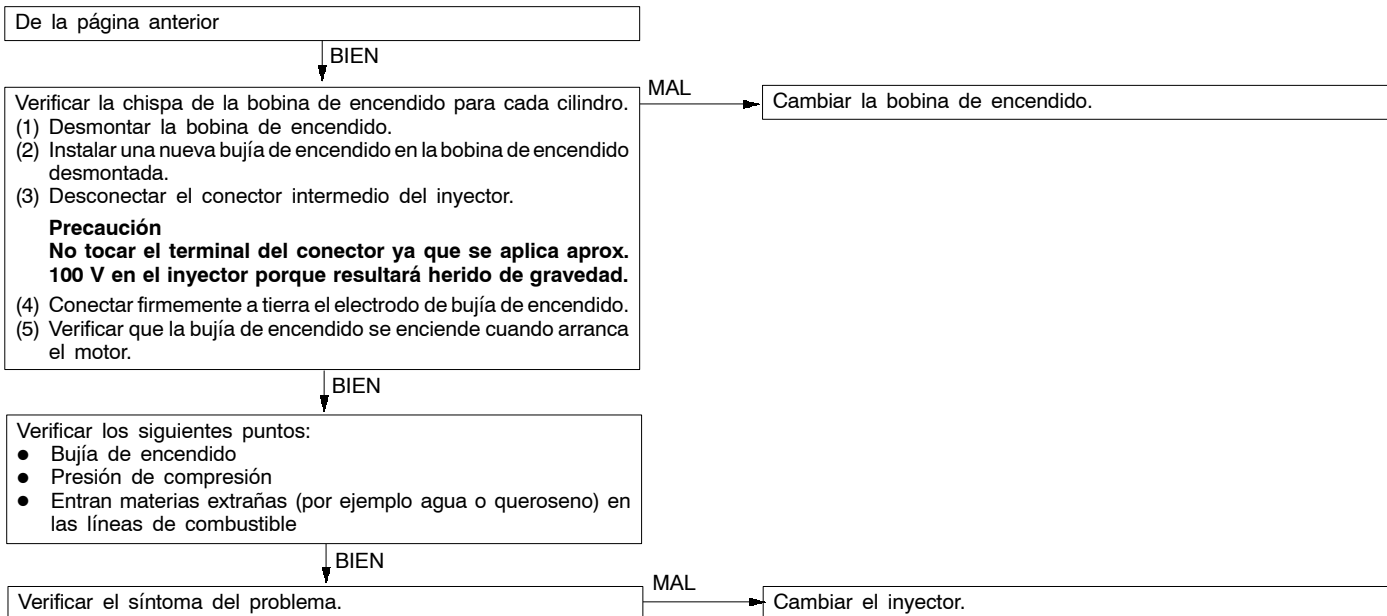 De la página anterior
BIEN
Verificar la chispa de la bobina de encendido para cada cilindro.
(1) Desmontar la bobina de encendido.
(2) Instalar una nueva bujía de encendido en la bobina de encendido
desmontada.
(3) Desconectar el conector intermedio del inyector.
Precaución
No tocar el terminal del conector ya que se aplica aprox.
100 V en el inyector porque resultará herido de gravedad.
(4) Conectar firmemente a tierra el electrodo de bujía de encendido.
(5) Verificar que la bujía de encendido se enciende cuando arranca
el motor.
MAL
Cambiar la bobina de encendido.
BIEN
Verificar los siguientes puntos:
● Bujía de encendido
● Presión de compresión
● Entran materias extrañas (por ejemplo agua o queroseno) en
las líneas de combustible
BIEN
Verificar el síntoma del problema.
MAL
Cambiar el inyector.